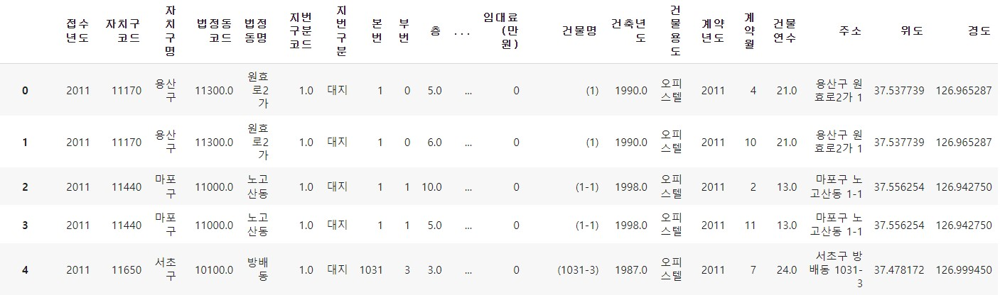 접수년도 자치구코드 자치구명 법정동코드 법정동명 지번구분코드 지번구분 본번 부번 층 ... 임대료(만원) 건물명 건축년도 건물용도 계약년도 계약월 건물연수 주소 위도 경도
0 2011 11170 용산구 11300.0 원효로2가 1.0 대지 1 0 5.0 ... 0 (1) 1990.0 오피스텔 2011 4 21.0 용산구 원효로2가 1 37.537739 126.965287
1 2011 11170 용산구 11300.0 원효로2가 1.0 대지 1 0 6.0 ... 0 (1) 1990.0 오피스텔 2011 10 21.0 용산구 원효로2가 1 37.537739 126.965287
2 2011 11440 마포구 11000.0 노고산동 1.0 대지 1 1 10.0 ... 0 (1-1) 1998.0 오피스텔 2011 2 13.0 마포구 노고산동 1-1 37.556254 126.942750
3 2011 11440 마포구 11000.0 노고산동 1.0 대지 1 1 5.0 ... 0 (1-1) 1998.0 오피스텔 2011 11 13.0 마포구 노고산동 1-1 37.556254 126.942750
4 2011 11650 서초구 10100.0 방배동 1.0 대지 1031 3 3.0 ... 0 (1031-3) 1987.0 오피스텔 2011 7 24.0 서초구 방배동 1031-3 37.478172 126.999450